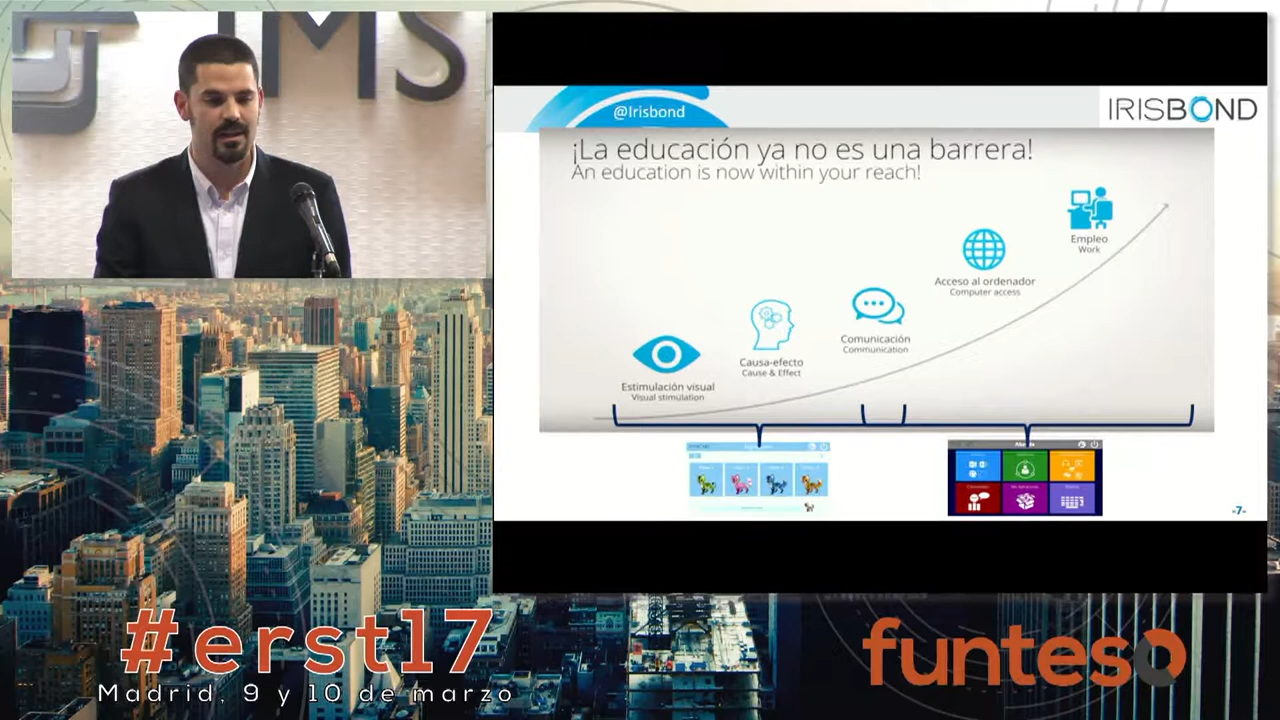 IMS
@Irisbond
IRISBOND
¡La educación ya no es una barrera!
An education is now within your reach!
Empleo
Work
Acceso al ordenador
Computer access
Comunicación
Communication
Causa-efecto
Cause & Effect
Estimulación visual
Visual stimulation
-7-
#erst17
Madrid, 9 y 10 de marzo
funteso